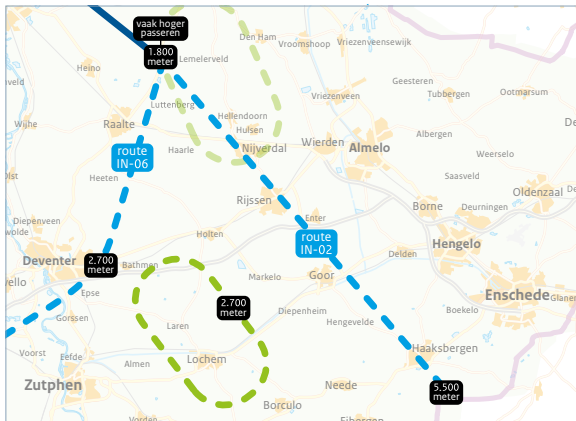 vaak hoger
passeren
1.800
meter
Den Ham
Vroomshoop
Vriezenveensewijk
Lemelerveld
Heino
Geesteren
Tubbergen
Ootmarsum
Vriezenveen
Luttenberg
Hellendoorn
Wijhe
Raalte
Hulsen
Albergen
Wierden
Almelo
Nijverdal
Haarle
Weerselo
route
IN-06
Heeten
Saasveld
Oldenzaal
Rijssen
Borne
Deurningen
Diepenveen
Enter
Holten
route
IN-02
Hengelo
Delden
Deventer
2.700
meter
Bathmen
Markelo
Goor
Epse
Enschede
Glaner
2.700
meter
Diepenheim
Boekelo
Gorssen
Laren
Hengevelde
Voorst
Eefde
Almen
Lochem
Haaksbergen
Zutphen
Neede
5.500
meter
Borculo
Vorden
Eibergen